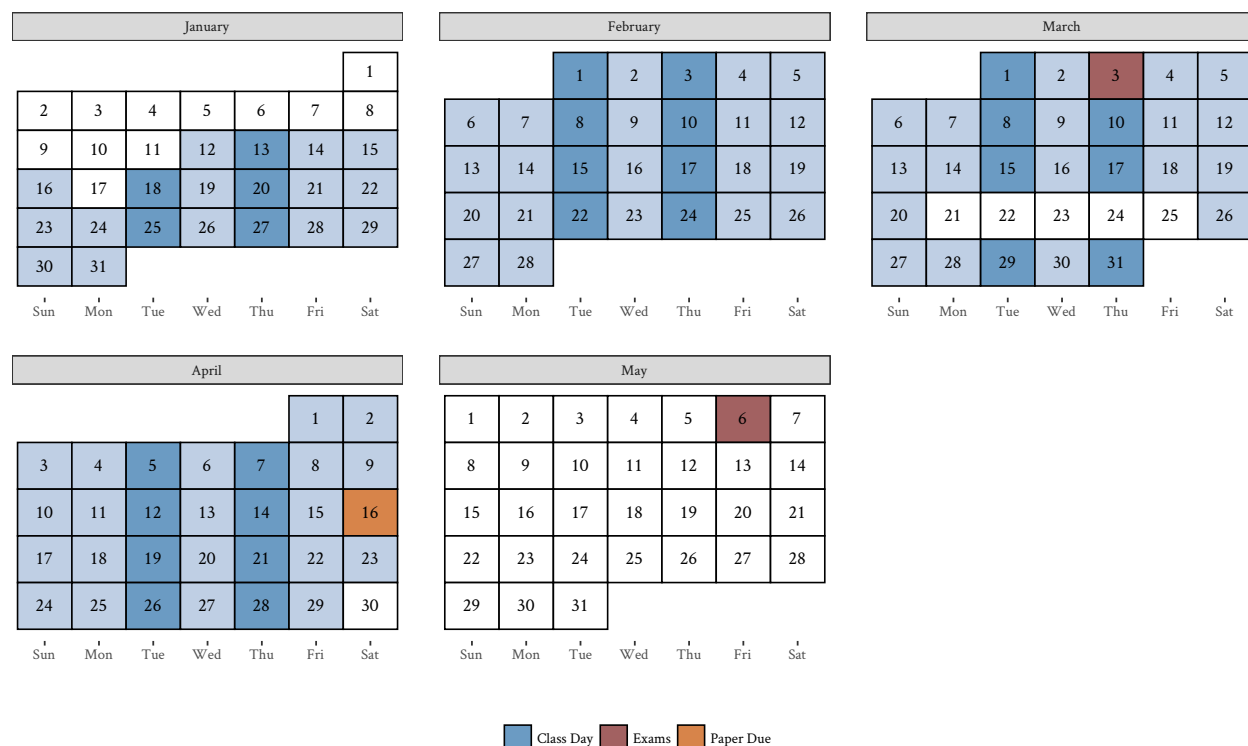 January
1
2 3 4 5 6 7 8
9 10 11 12 13 14 15
16 17 18 19 20 21 22
23 24 25 26 27 28 29
30 31
Sun Mon Tue Wed Thu Fri Sat
February
1 2 3 4 5
6 7 8 9 10 11 12
13 14 15 16 17 18 19
20 21 22 23 24 25 26
27 28
Sun Mon Tue Wed Thu Fri Sat
March
1 2 3 4 5
6 7 8 9 10 11 12
13 14 15 16 17 18 19
20 21 22 23 24 25 26
27 28 29 30 31
Sun Mon Tue Wed Thu Fri Sat
April
1 2
3 4 5 6 7 8 9
10 11 12 13 14 15 16
17 18 19 20 21 22 23
24 25 26 27 28 29 30
Sun Mon Tue Wed Thu Fri Sat
May
1 2 3 4 5 6 7
8 9 10 11 12 13 14
15 16 17 18 19 20 21
22 23 24 25 26 27 28
29 30 31
Sun Mon Tue Wed Thu Fri Sat
Class Day Exams Paper Due